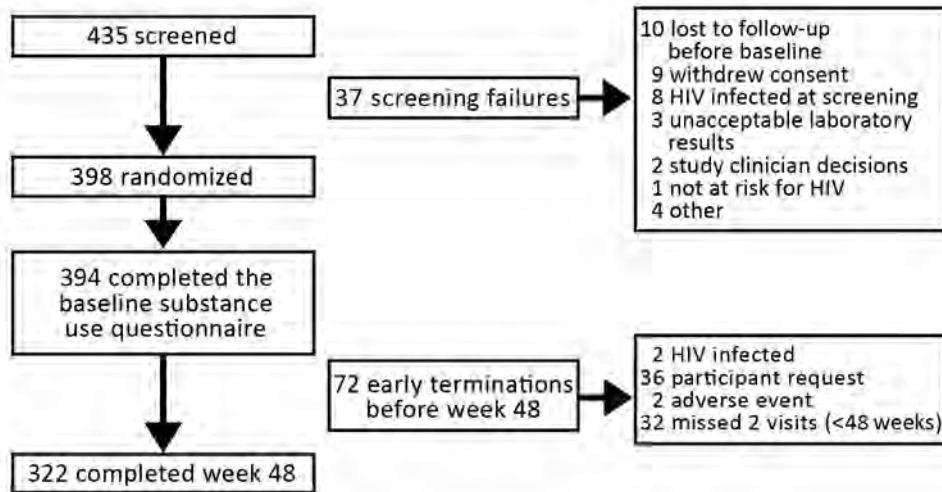 435 screened
37 screening failures
10 lost to follow-up
before baseline
9 withdrew consent
8 HIV infected at screening
3 unacceptable laboratory
results
2 study clinician decisions
1 not at risk for HIV
4 other
398 randomized
394 completed the
baseline substance
use questionnaire
72 early terminations
before week 48
2 HIV infected
36 participant request
2 adverse event
32 missed 2 visits (<48 weeks)
322 completed week 48